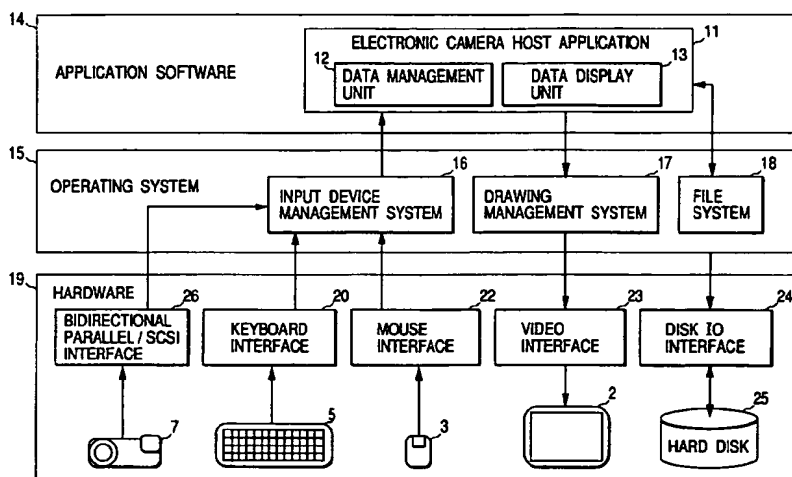 14
11
ELECTRONIC CAMERA HOST APPLICATION
APPLICATION SOFTWARE
12
DATA MANAGEMENT
UNIT
13
DATA DISPLAY
UNIT
15
OPERATING SYSTEM
16
INPUT DEVICE
MANAGEMENT SYSTEM
17
DRAWING
MANAGEMENT SYSTEM
18
FILE
SYSTEM
19
HARDWARE
26
BIDIRECTIONAL
PARALLEL/SCSI
INTERFACE
20
KEYBOARD
INTERFACE
22
MOUSE
INTERFACE
23
VIDEO
INTERFACE
24
DISK IO
INTERFACE
7
5
3
2
25
HARD DISK